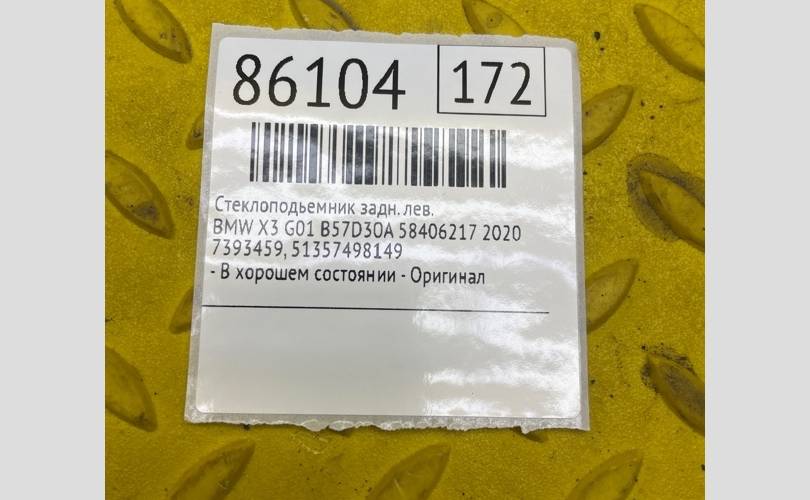 86104 172
Стеклоподьемник задн. лев.
BMW X3 G01 B57D30A 58406217 2020
7393459, 51357498149
- В хорошем состоянии - Оригинал